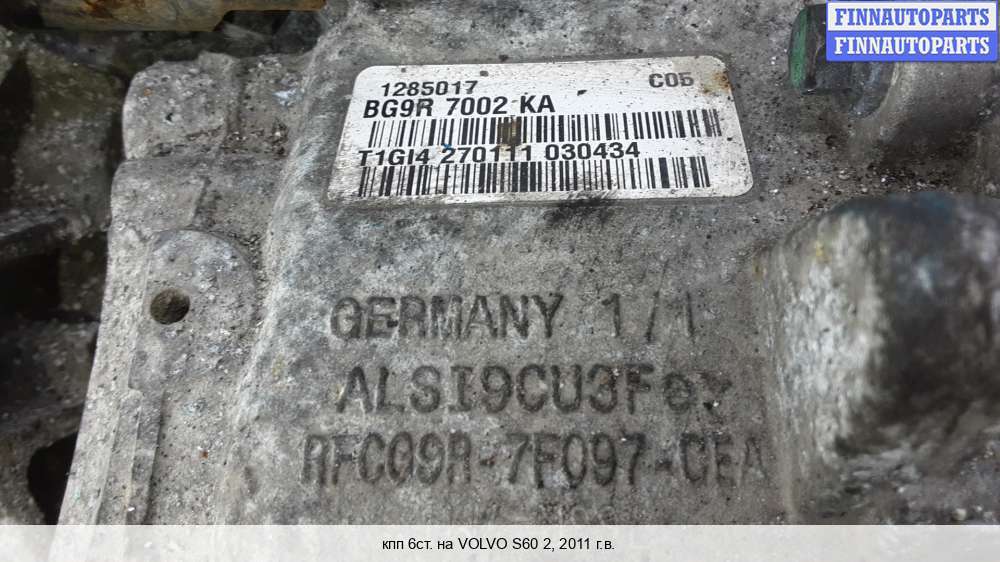 FINNAUTOPARTS
FINNAUTOPARTS
1285017 C05
BG9R 7002 KA
T1GI4 270111 030434
GERMANY 1/1
ALSI9CU3Fe
RFC09R-7F097-CEA
кпп 6ст. на VOLVO S60 2, 2011 г.в.